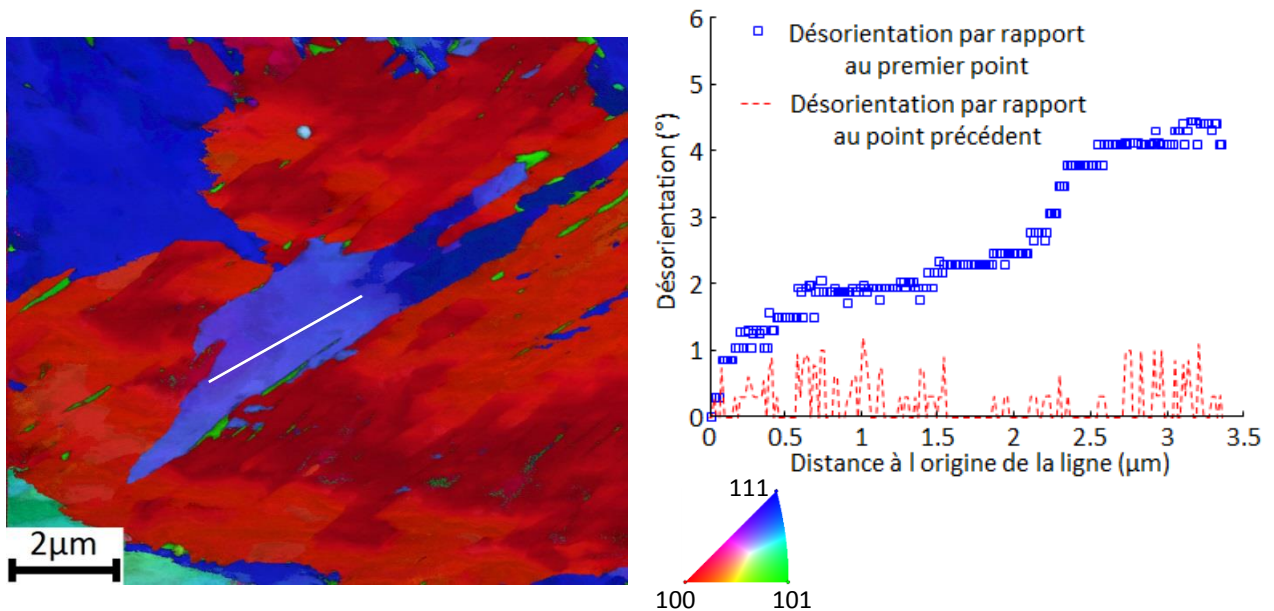 2µm
6
5
4
3
2
1
0
Désorientation (°)
Désorientation par rapport
au premier point
Désorientation par rapport
au point précédent
0 0.5 1 1.5 2 2.5 3 3.5
Distance à l origine de la ligne (µm)
111
100 101